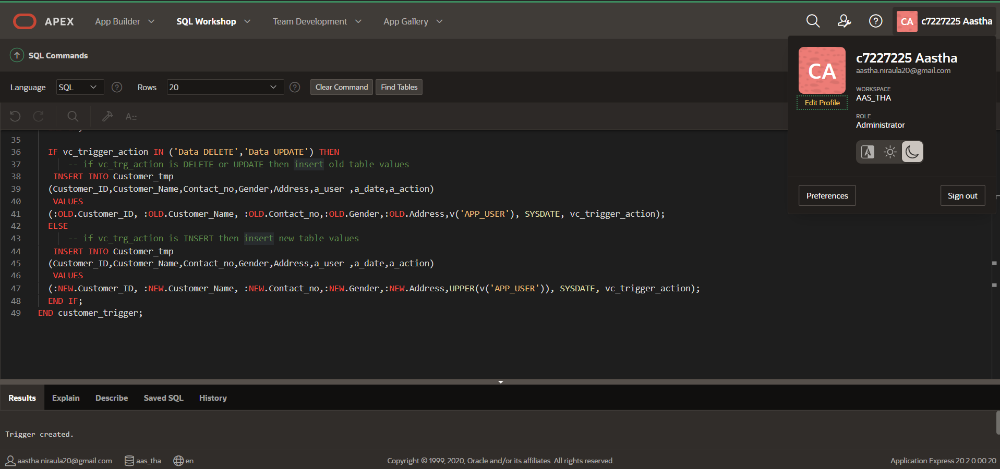 APEX App Builder SQL Workshop Team Development App Gallery CA c7227225 Aastha
SQL Commands
CA
c7227225 Aastha
aastha.niraula20@gmail.com
Edit Profile
WORKSPACE
AAS_THA
ROLE
Administrator
Preferences Sign out
Language SQL ? Rows 20 ? Clear Command Find Tables
A::
35
36 IF vc_trigger_action IN ('Data DELETE','Data UPDATE') THEN
37 -- if vc_trg_action is DELETE or UPDATE then insert old table values
38 INSERT INTO Customer_tmp
39 (Customer_ID,Customer_Name,Contact_no,Gender,Address,a_user ,a_date,a_action)
40 VALUES
41 (:OLD.Customer_ID, :OLD.Customer_Name, :OLD.Contact_no,:OLD.Gender,:OLD.Address,v('APP_USER'), SYSDATE, vc_trigger_action);
42 ELSE
43 -- if vc_trg_action is INSERT then insert new table values
44 INSERT INTO Customer_tmp
45 (Customer_ID,Customer_Name,Contact_no,Gender,Address,a_user ,a_date,a_action)
46 VALUES
47 (:NEW.Customer_ID, :NEW.Customer_Name, :NEW.Contact_no,:NEW.Gender,:NEW.Address,UPPER(v('APP_USER')), SYSDATE, vc_trigger_action);
48 END IF;
49 END customer_trigger;
Results Explain Describe Saved SQL History
Trigger created.
aastha.niraula20@gmail.com aas_tha en Copyright © 1999, 2020, Oracle and/or its affiliates. All rights reserved. Application Express 20.2.0.00.20